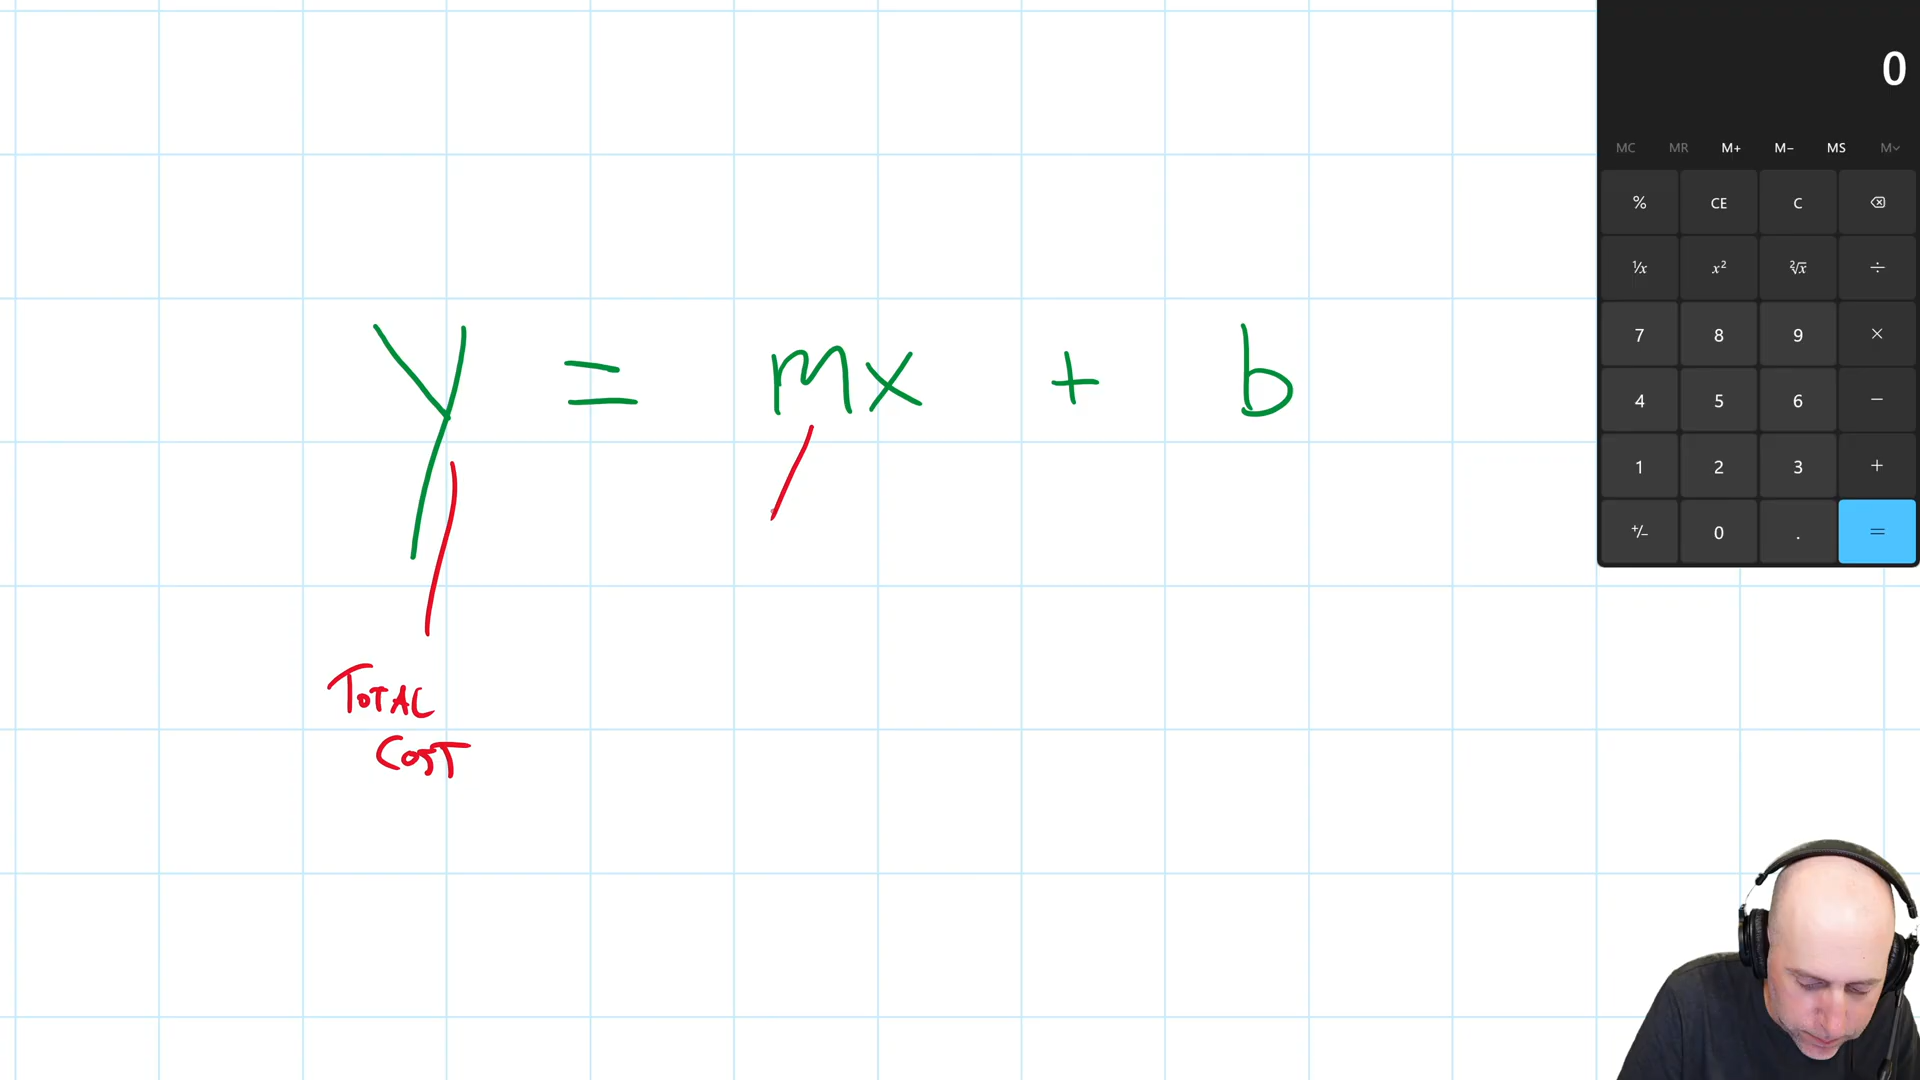 0
MC MR M+ M− MS M˅
% CE C ⌫
¹/x x² ²√x ÷
7 8 9 ×
4 5 6 −
1 2 3 +
+/− 0 . =
y = mx + b
TOTAL
COST